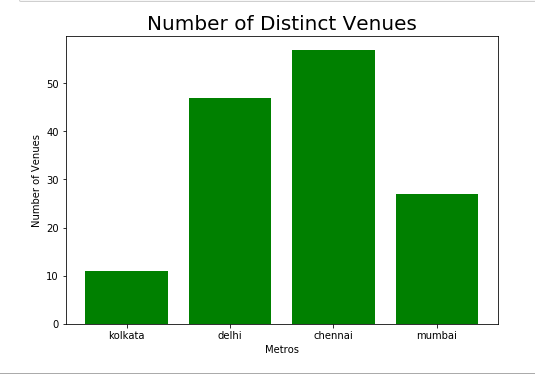 Number of Distinct Venues
Number of Venues
50
40
30
20
10
0
kolkata delhi chennai mumbai
Metros